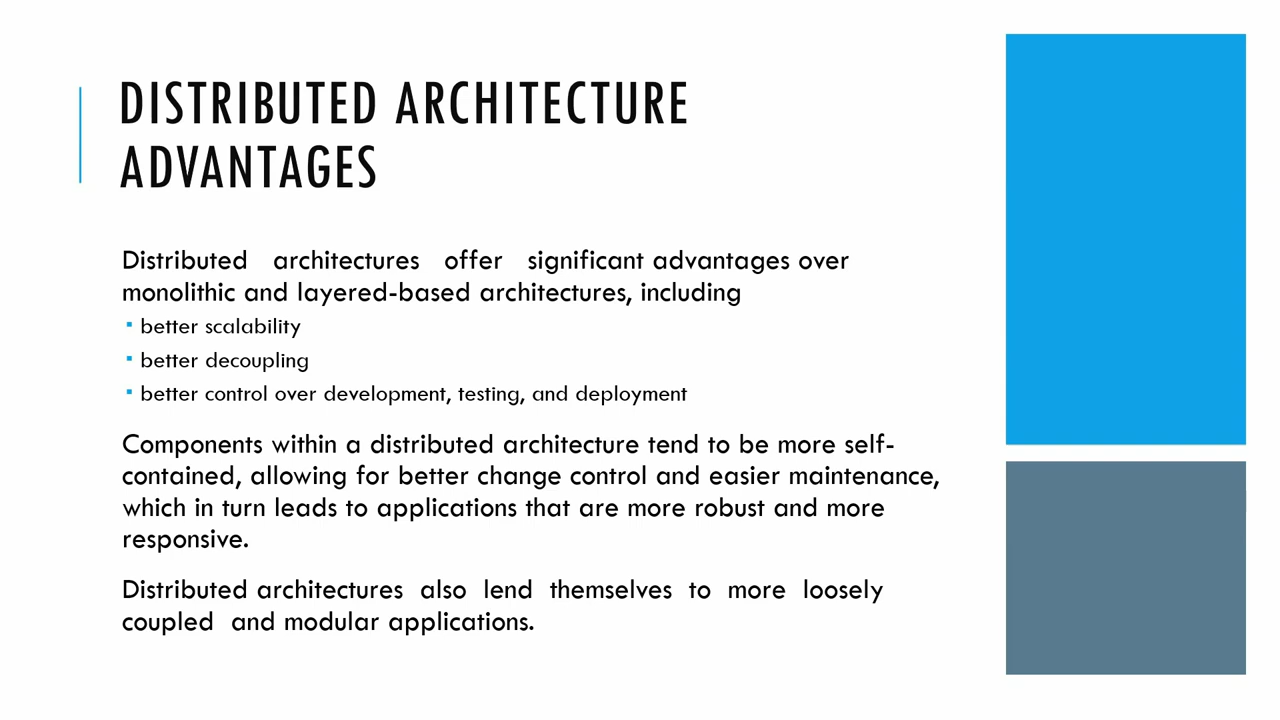 DISTRIBUTED ARCHITECTURE
ADVANTAGES
Distributed architectures offer significant advantages over
monolithic and layered-based architectures, including
▪ better scalability
▪ better decoupling
▪ better control over development, testing, and deployment
Components within a distributed architecture tend to be more self-
contained, allowing for better change control and easier maintenance,
which in turn leads to applications that are more robust and more
responsive.
Distributed architectures also lend themselves to more loosely
coupled and modular applications.